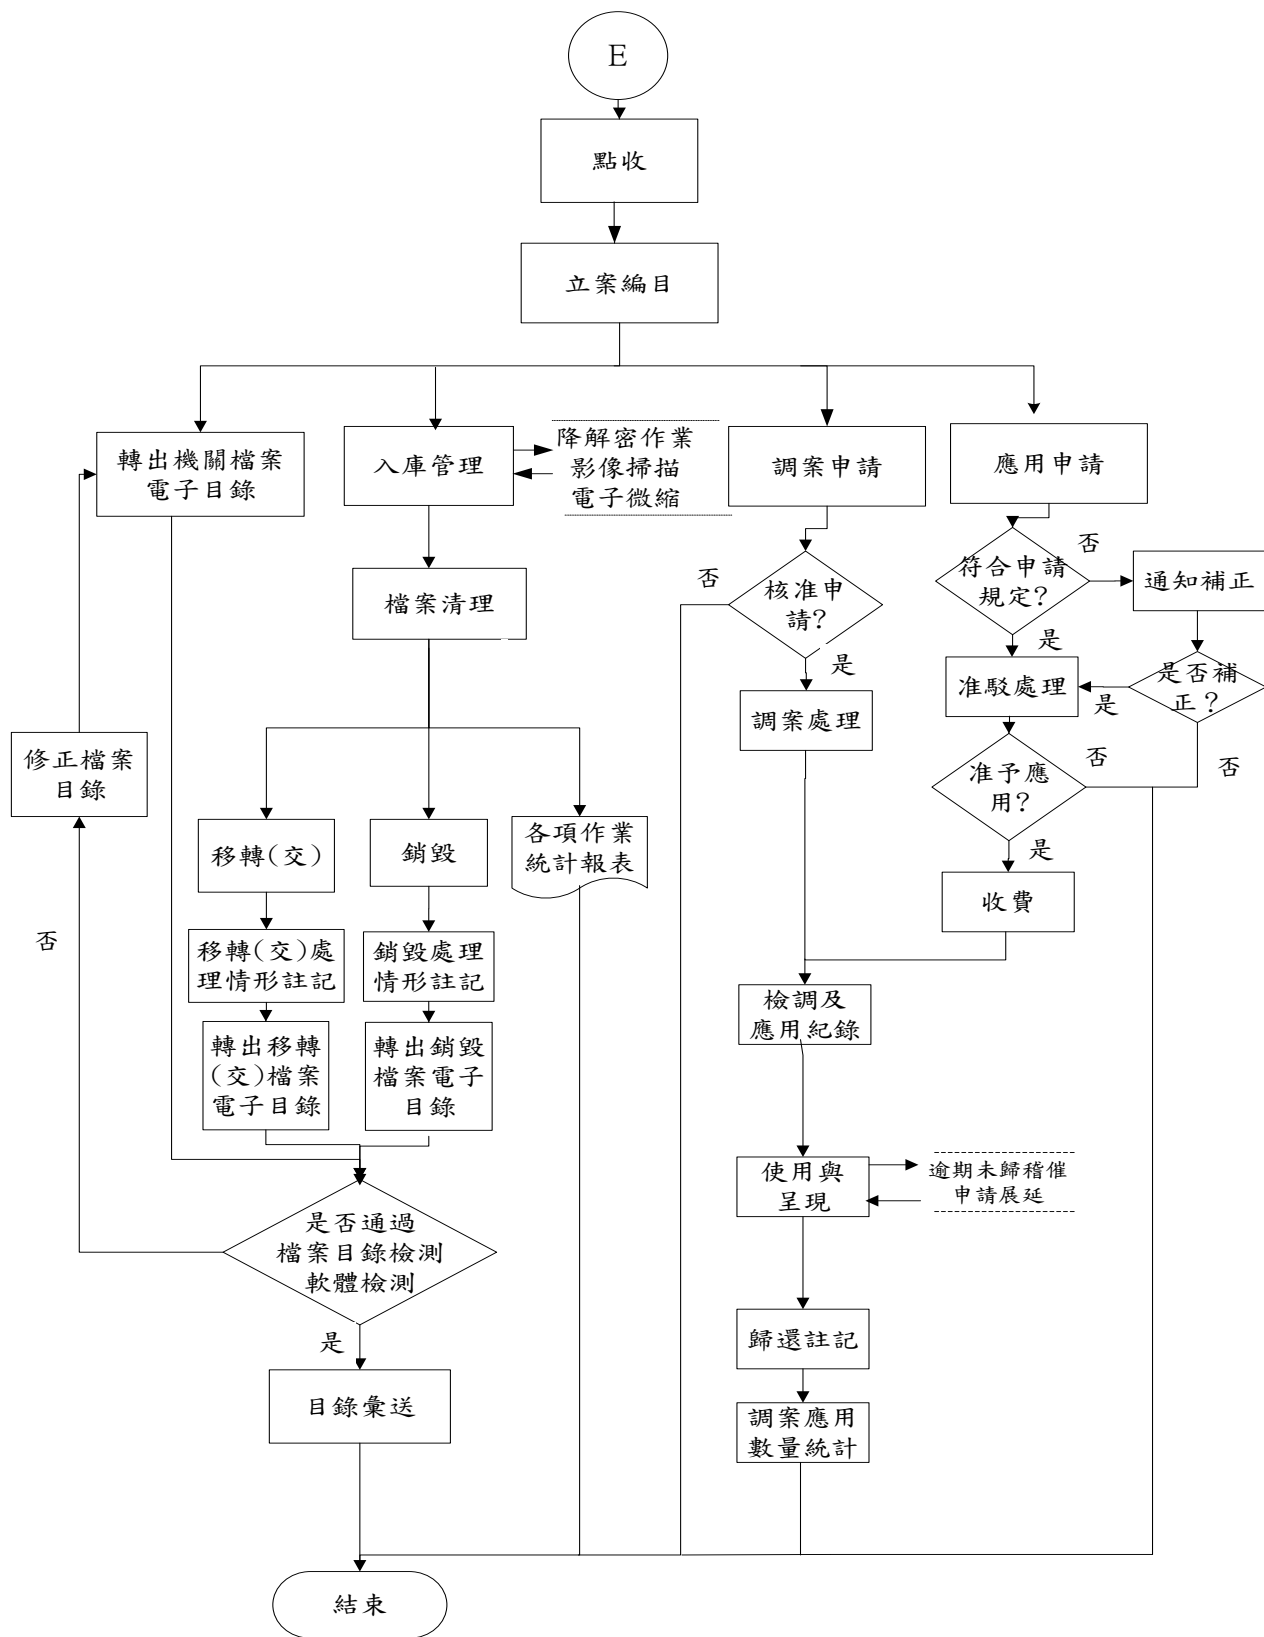 E
點收
立案編目
轉出機關檔案
電子目錄
入庫管理
降解密作業
影像掃描
電子微縮
調案申請
應用申請
否
符合申請
規定?
通知補正
否
核准申
請?
檔案清理
是
是
准駁處理
是否補
正?
是
調案處理
修正檔案
目錄
准予應
用?
否
否
移轉(交)
銷毀
各項作業
統計報表
是
收費
否
移轉(交)處
理情形註記
銷毀處理
情形註記
檢調及
應用紀錄
轉出移轉
(交)檔案
電子目錄
轉出銷毀
檔案電子
目錄
使用與
呈現
逾期未歸稽催
申請展延
是否通過
檔案目錄檢測
軟體檢測
是
歸還註記
目錄彙送
調案應用
數量統計
結束